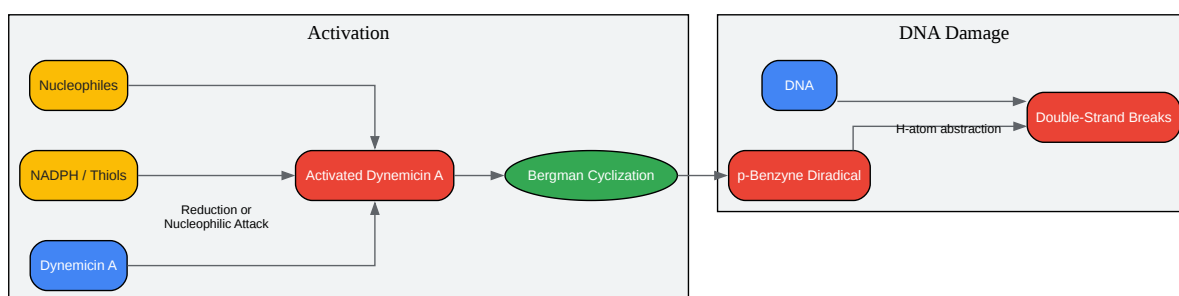 Activation
Nucleophiles
NADPH / Thiols
Reduction or
Nucleophilic Attack
Dynemicin A
Activated Dynemicin A
Bergman Cyclization
DNA Damage
DNA
H-atom abstraction
p-Benzyne Diradical
Double-Strand Breaks